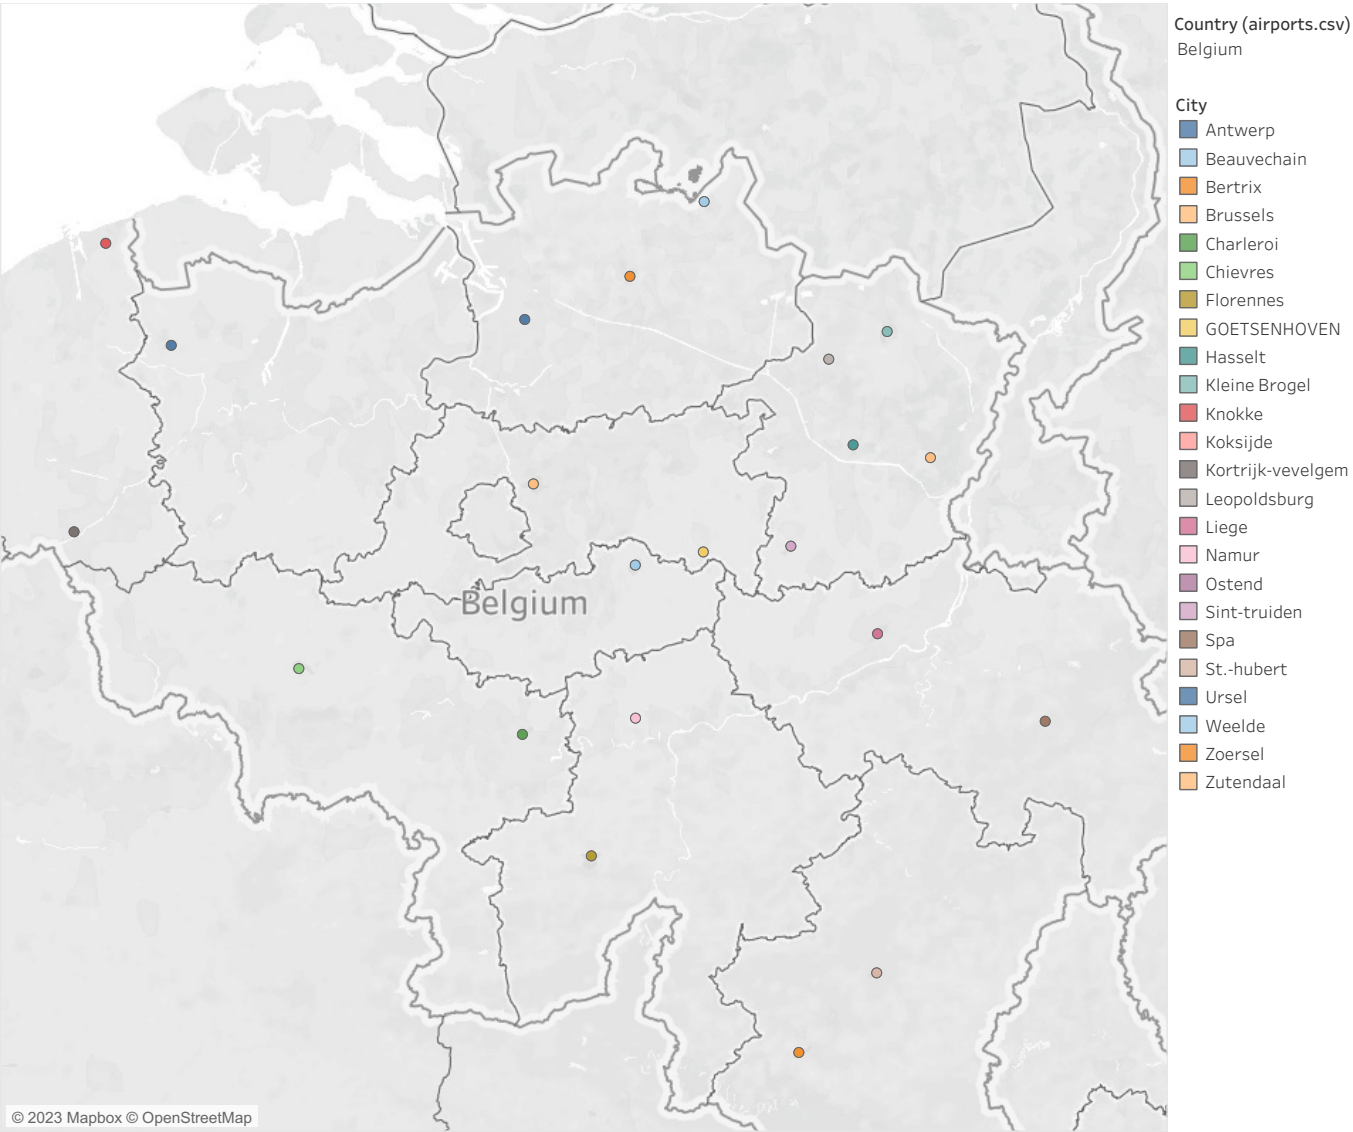 Country (airports.csv)
Belgium
City
Antwerp
Beauvechain
Bertrix
Brussels
Charleroi
Chievres
Florennes
GOETSENHOVEN
Hasselt
Kleine Brogel
Knokke
Koksijde
Kortrijk-vevelgem
Leopoldsburg
Liege
Namur
Ostend
Sint-truiden
Spa
St.-hubert
Ursel
Weelde
Zoersel
Zutendaal
Belgium
© 2023 Mapbox © OpenStreetMap